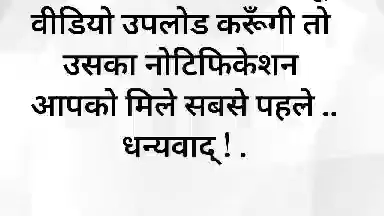 वीडियो उपलोड करूँगी तो
उसका नोटिफिकेशन
आपको मिले सबसे पहले ..
धन्यवाद् ! .